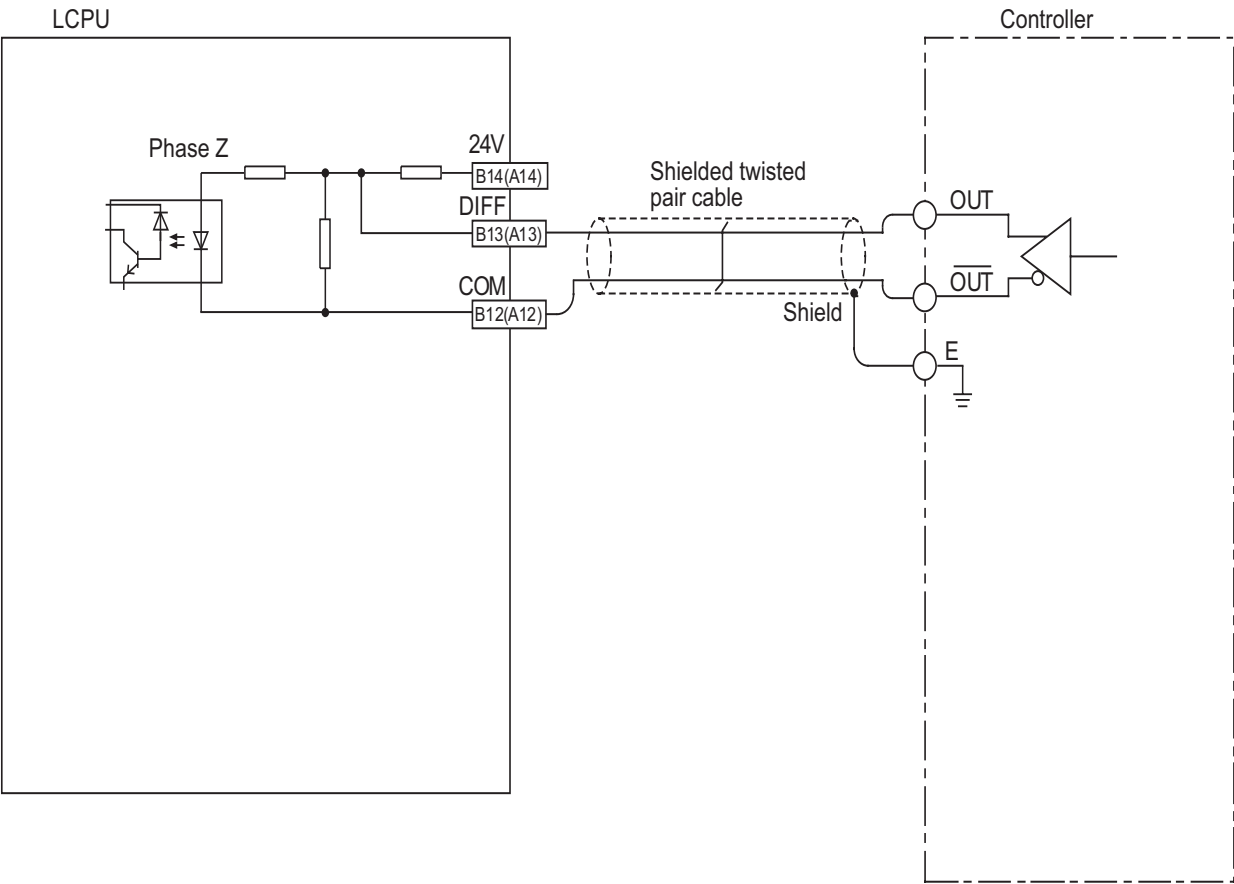 LCPU
Controller
Phase Z
24V
B14(A14)
DIFF
B13(A13)
COM
B12(A12)
Shielded twisted
pair cable
Shield
OUT
OUT
E